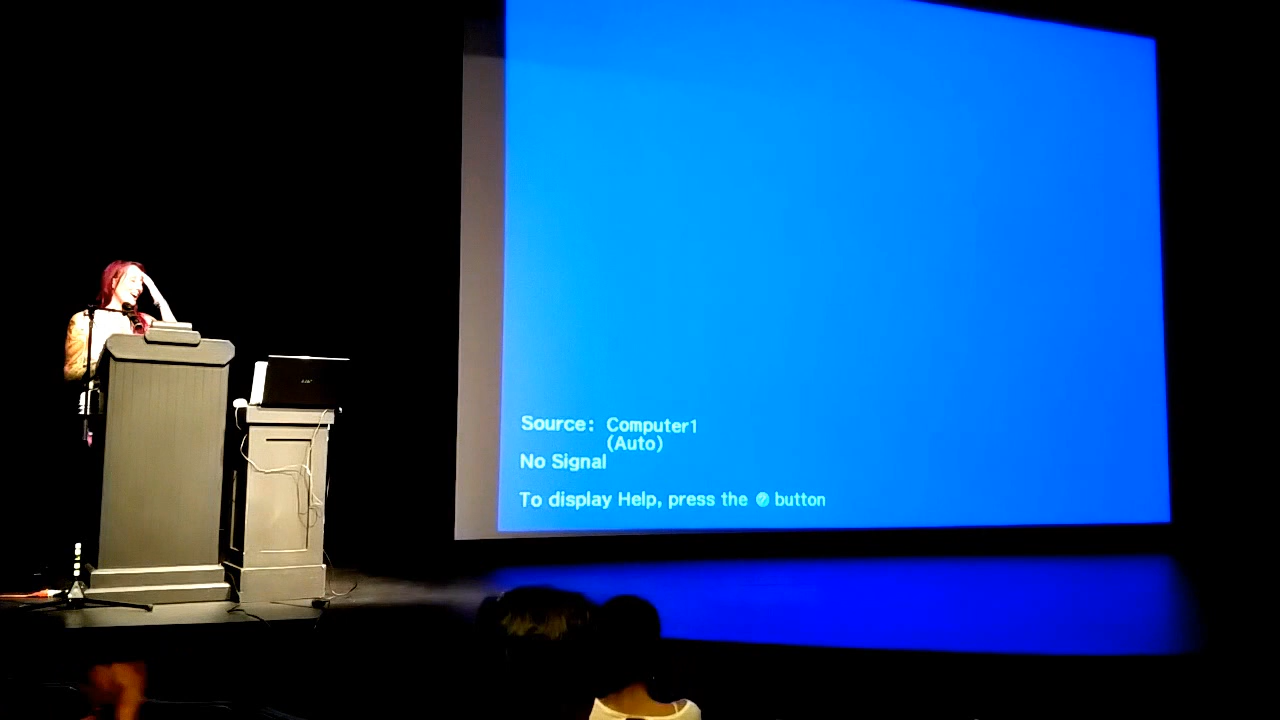 Source: Computer1
(Auto)
No Signal
To display Help, press the ? button